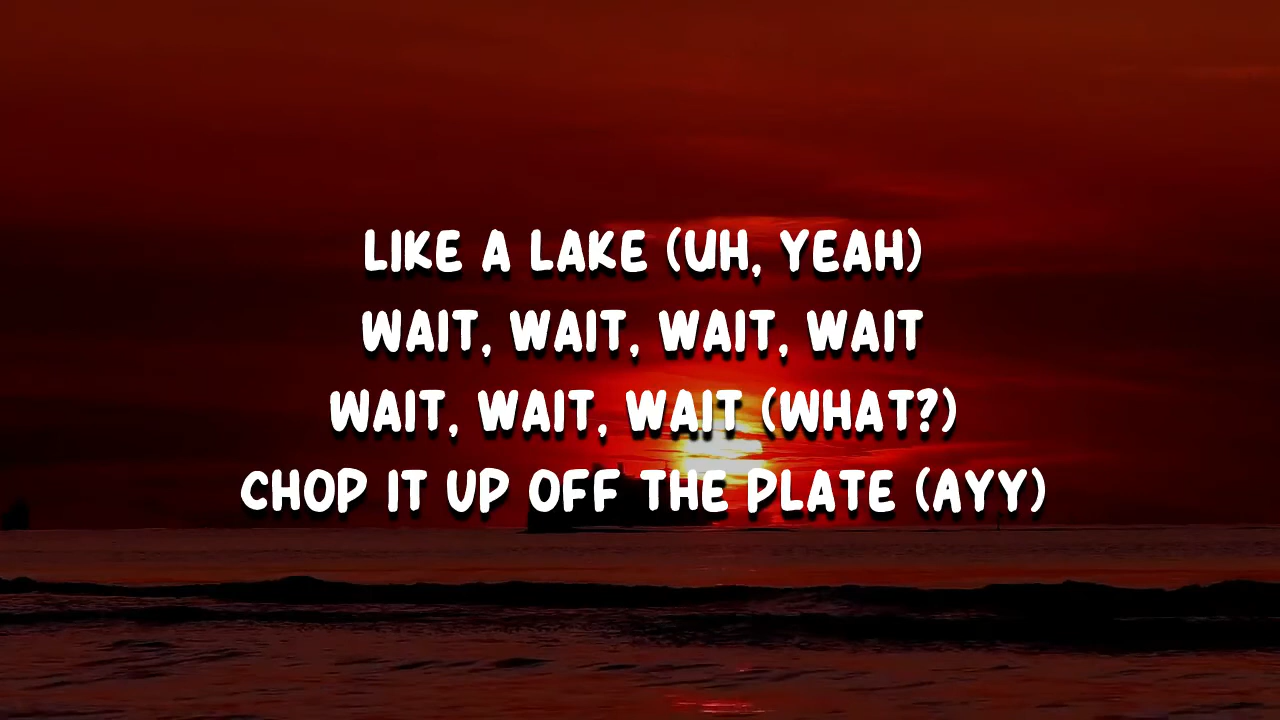 LIKE A LAKE (UH, YEAH)
WAIT, WAIT, WAIT, WAIT
WAIT, WAIT, WAIT (WHAT?)
CHOP IT UP OFF THE PLATE (AYY)